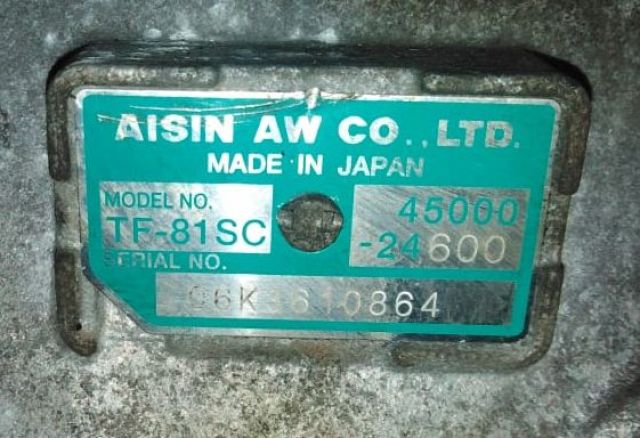 AISIN AW CO., LTD.
MADE IN JAPAN
MODEL NO.
TF-81SC
45000
-24600
SERIAL NO.